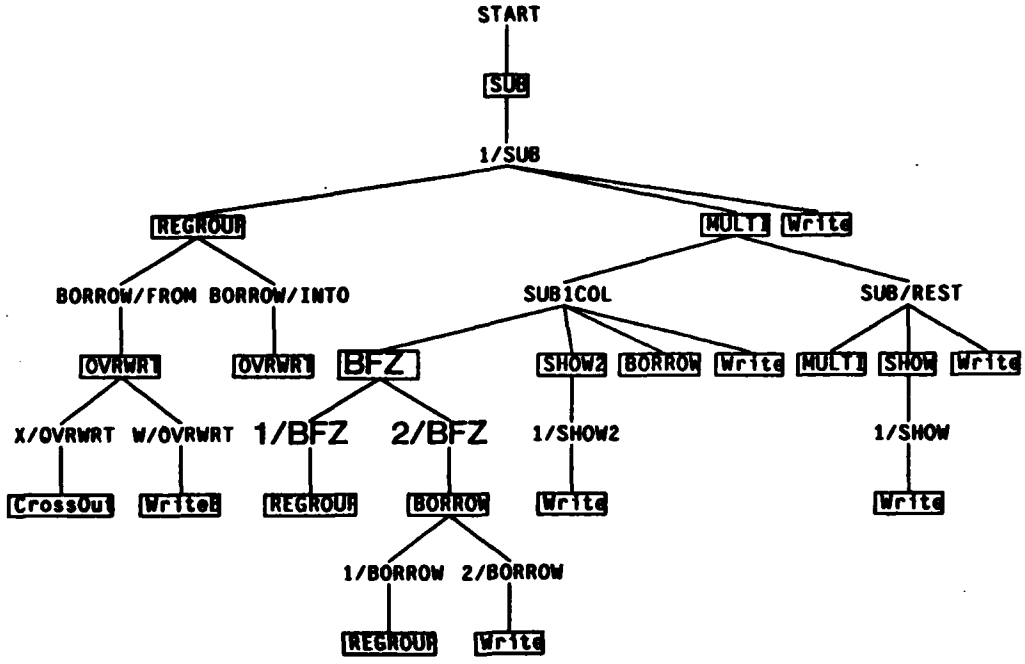 START
SUB
1/SUB
REGROUP MULTI Write
BORROW/FROM BORROW/INTO SUB1COL SUB/REST
OVRWRT OVRWRT BFZ SHOW2 BORROW Write MULTI SHOW Write
X/OVRWRT W/OVRWRT 1/BFZ 2/BFZ 1/SHOW2 1/SHOW
CrossOut WriteB REGROUP BORROW Write Write
1/BORROW 2/BORROW
REGROUP Write